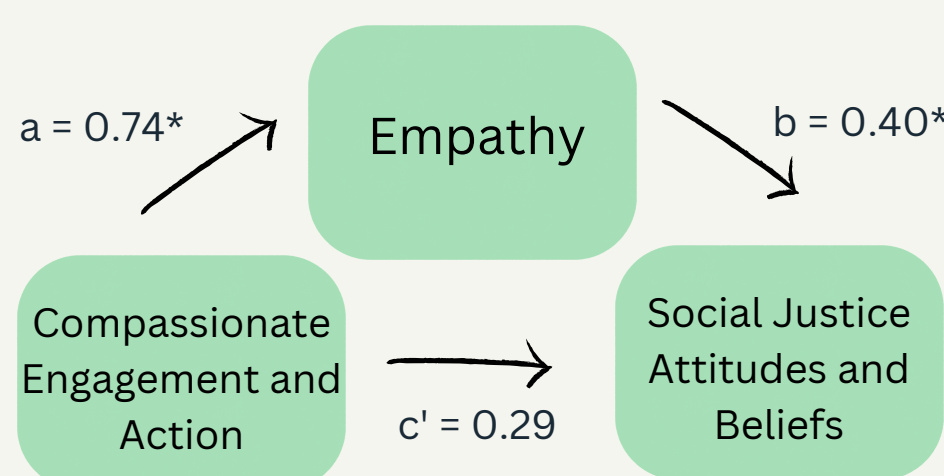 Empathy
a = 0.74*
b = 0.40*
Compassionate
Engagement and
Action
Social Justice
Attitudes and
Beliefs
c' = 0.29